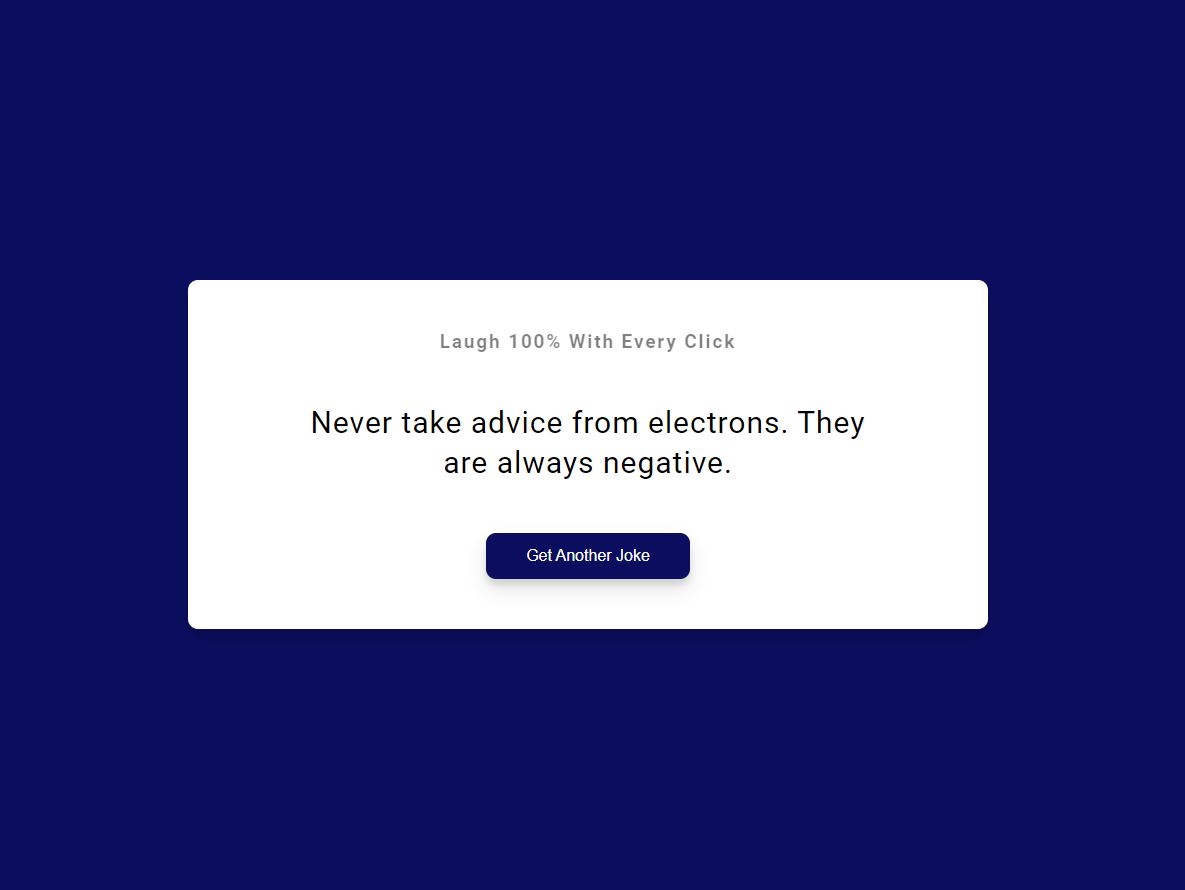 Laugh 100% With Every Click
Never take advice from electrons. They
are always negative.
Get Another Joke